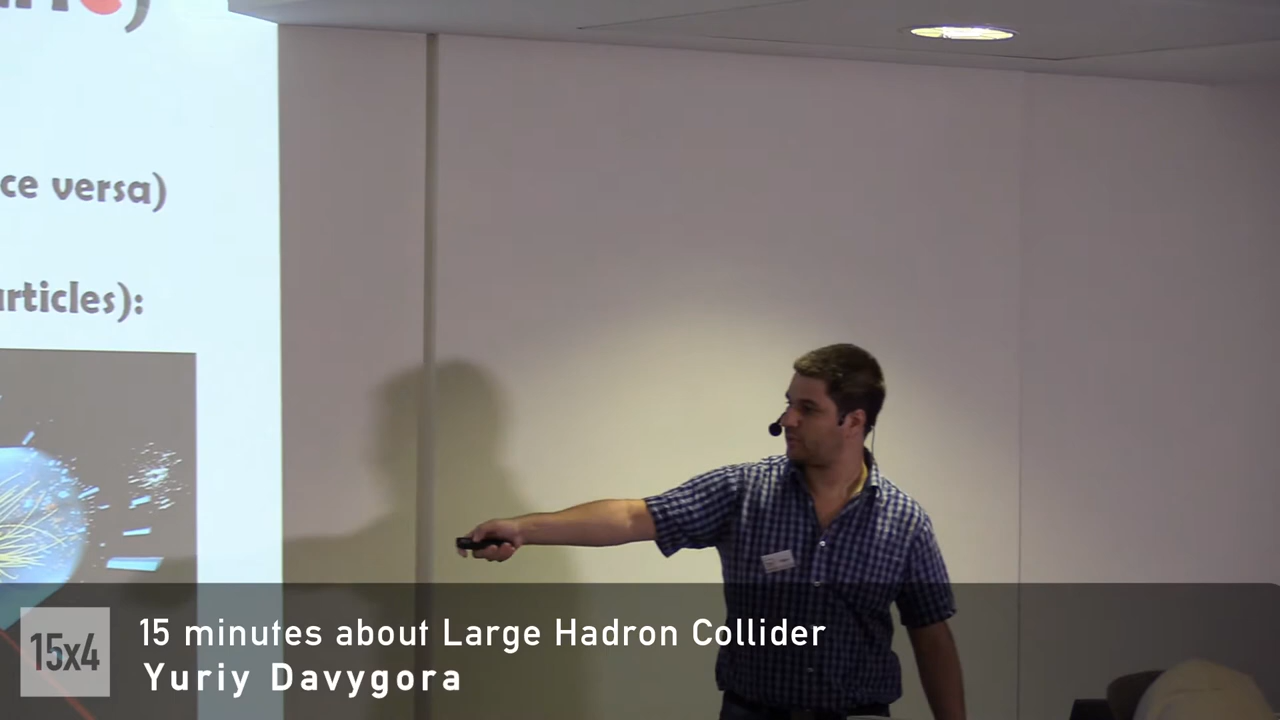 ce versa)
articles):
15x4
15 minutes about Large Hadron Collider
Yuriy Davygora